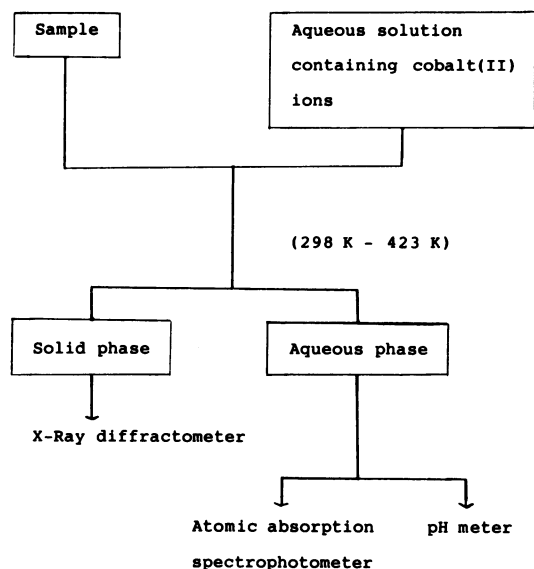 Sample
Aqueous solution
containing cobalt(II)
ions
(298 K - 423 K)
Solid phase
Aqueous phase
X-Ray diffractometer
Atomic absorption
spectrophotometer
pH meter